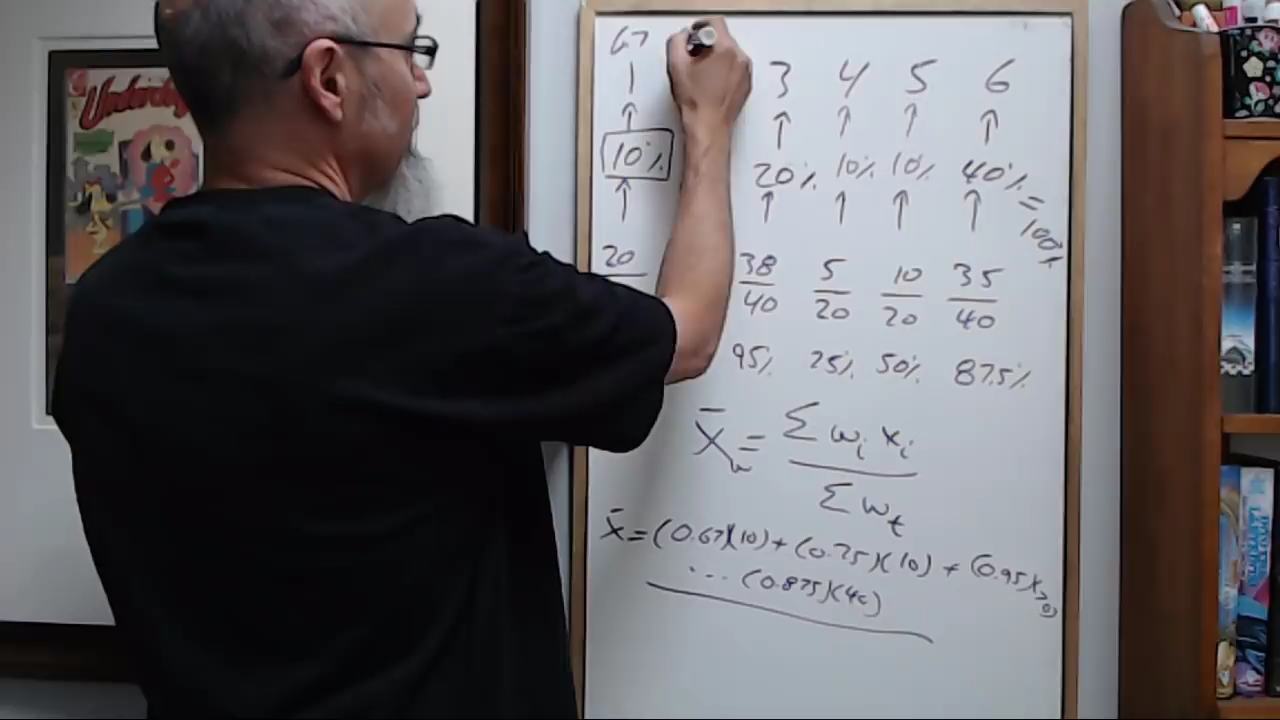 67
1 3 4 5 6
10% 20% 10% 10% 40% = 100%
20 38/40 5/20 10/20 35/40
95% 25% 50% 87.5%
X̄w = Σ wi xi / Σ wt
x̄ = (0.67)(10) + (0.75)(10) + (0.95)(20)
... (0.875)(40)
Underdog